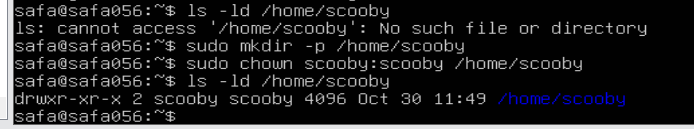 safa@safa056:~$ ls -ld /home/scooby
ls: cannot access '/home/scooby': No such file or directory
safa@safa056:~$ sudo mkdir -p /home/scooby
safa@safa056:~$ sudo chown scooby:scooby /home/scooby
safa@safa056:~$ ls -ld /home/scooby
drwxr-xr-x 2 scooby scooby 4096 Oct 30 11:49 /home/scooby
safa@safa056:~$